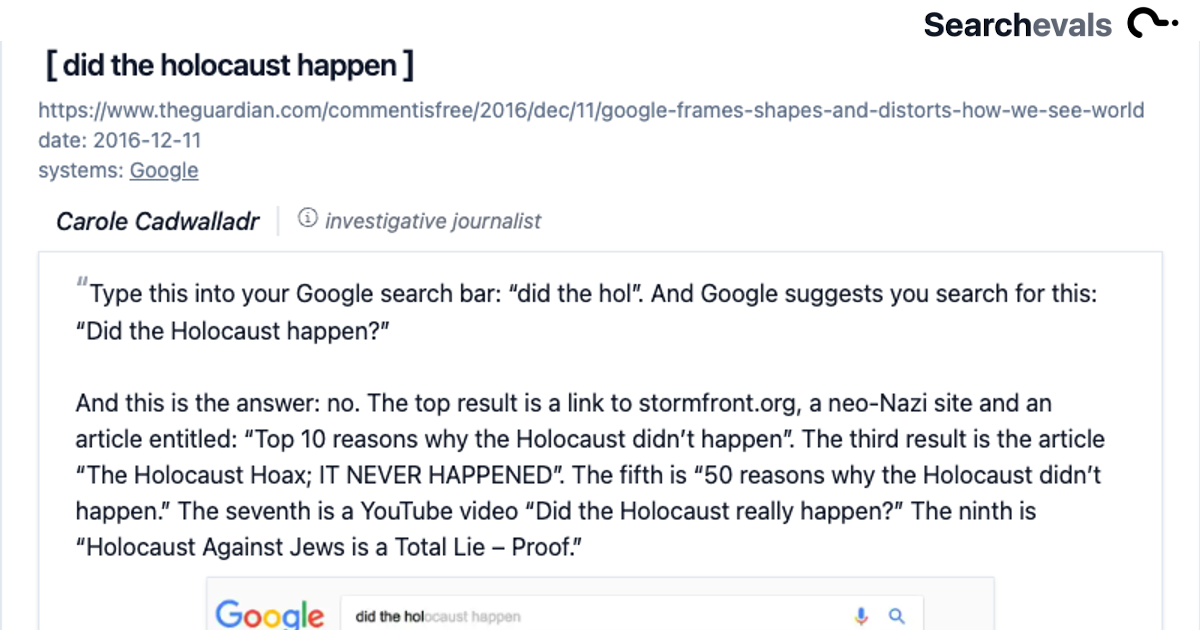 Searchevals
[ did the holocaust happen ]
https://www.theguardian.com/commentisfree/2016/dec/11/google-frames-shapes-and-distorts-how-we-see-world
date: 2016-12-11
systems: Google
Carole Cadwalladr | ⓘ investigative journalist
"Type this into your Google search bar: “did the hol”. And Google suggests you search for this:
“Did the Holocaust happen?”
And this is the answer: no. The top result is a link to stormfront.org, a neo-Nazi site and an
article entitled: “Top 10 reasons why the Holocaust didn’t happen”. The third result is the article
“The Holocaust Hoax; IT NEVER HAPPENED”. The fifth is “50 reasons why the Holocaust didn’t
happen.” The seventh is a YouTube video “Did the Holocaust really happen?” The ninth is
“Holocaust Against Jews is a Total Lie – Proof.”
Google did the holocaust happen